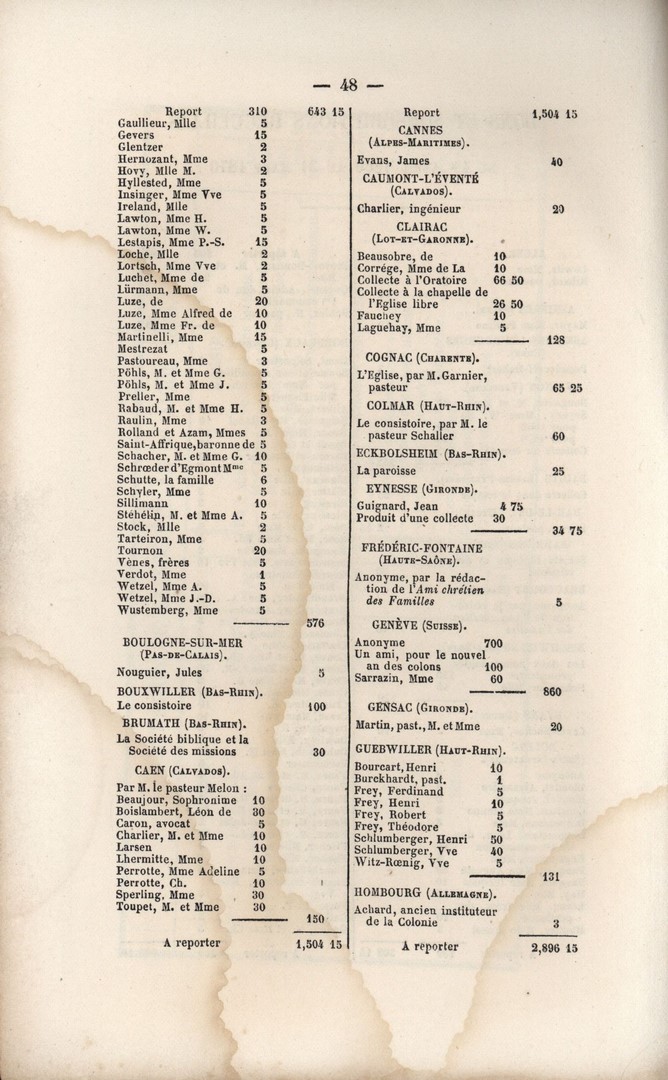 — 48 —
Report 310 643 15
Gaullieur, Mlle 5
Gevers 15
Glentzer 2
Hernozant, Mme 3
Hovy, Mlle M. 2
Hyllested, Mme 5
Insinger, Mme Vve 5
Ireland, Mlle 5
Lawton, Mme H. 5
Lawton, Mme W. 5
Lestapis, Mme P.-S. 15
Loche, Mlle 2
Lortsch, Mme Vve 2
Luchet, Mme de 5
Lürmann, Mme 5
Luze, de 20
Luze, Mme Alfred de 10
Luze, Mme Fr. de 10
Martinelli, Mme 15
Mestrezat 5
Pastoureau, Mme 3
Pöhls, M. et Mme G. 5
Pöhls, M. et Mme J. 5
Preller, Mme 5
Rabaud, M. et Mme H. 5
Raulin, Mme 3
Rolland et Azam, Mmes 5
Saint-Affrique, baronne de 5
Schacher, M. et Mme G. 10
Schrœder d'Egmont Mme 5
Schutte, la famille 6
Schyler, Mme 5
Sillimann 10
Stéhélin, M. et Mme A. 5
Stock, Mlle 2
Tarteiron, Mme 5
Tournon 20
Vènes, frères 5
Verdot, Mme 1
Wetzel, Mme A. 5
Wetzel, Mme J.-D. 5
Wustemberg, Mme 5
576
BOULOGNE-SUR-MER
(PAS-DE-CALAIS).
Nouguier, Jules 5
BOUXWILLER (BAS-RHIN).
Le consistoire 100
BRUMATH (BAS-RHIN).
La Société biblique et la
Société des missions 30
CAEN (CALVADOS).
Par M. le pasteur Melon :
Beaujour, Sophronime 10
Boislambert, Léon de 30
Caron, avocat 5
Charlier, M. et Mme 10
Larsen 10
Lhermitte, Mme 10
Perrotte, Mme Adeline 5
Perrotte, Ch. 10
Sperling, Mme 30
Toupet, M. et Mme 30
150
A reporter 1,504 15
Report 1,504 15
CANNES
(ALPES-MARITIMES).
Evans, James 40
CAUMONT-L'ÉVENTÉ
(CALVADOS).
Charlier, ingénieur 20
CLAIRAC
(LOT-ET-GARONNE).
Beausobre, de 10
Corrége, Mme de La 10
Collecte à l'Oratoire 66 50
Collecte à la chapelle de
l'Eglise libre 26 50
Fauchey 10
Laguehay, Mme 5
128
COGNAC (CHARENTE).
L'Eglise, par M. Garnier,
pasteur 65 25
COLMAR (HAUT-RHIN).
Le consistoire, par M. le
pasteur Schaller 60
ECKBOLSHEIM (BAS-RHIN).
La paroisse 25
EYNESSE (GIRONDE).
Guignard, Jean 4 75
Produit d'une collecte 30
34 75
FRÉDÉRIC-FONTAINE
(HAUTE-SAÔNE).
Anonyme, par la rédac-
tion de l'Ami chrétien
des Familles 5
GENÈVE (SUISSE).
Anonyme 700
Un ami, pour le nouvel
an des colons 100
Sarrazin, Mme 60
860
GENSAC (GIRONDE).
Martin, past., M. et Mme 20
GUEBWILLER (HAUT-RHIN).
Bourcart, Henri 10
Burckhardt, past. 1
Frey, Ferdinand 5
Frey, Henri 10
Frey, Robert 5
Frey, Théodore 5
Schlumberger, Henri 50
Schlumberger, Vve 40
Witz-Rœnig, Vve 5
131
HOMBOURG (ALLEMAGNE).
Achard, ancien instituteur
de la Colonie 3
A reporter 2,896 15